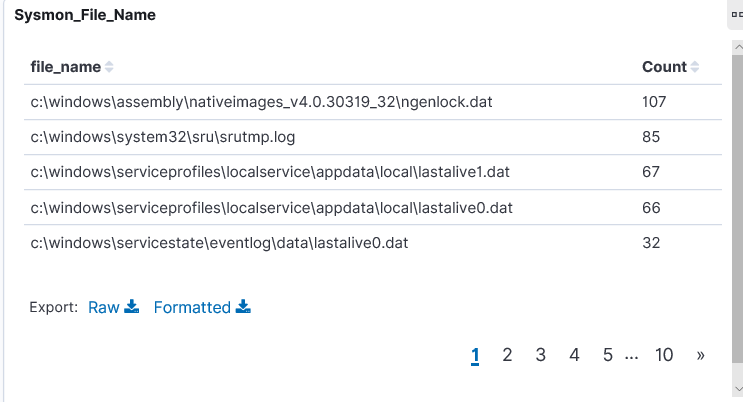 Sysmon_File_Name
file_name Count
c:\windows\assembly\nativeimages_v4.0.30319_32\ngenlock.dat 107
c:\windows\system32\sru\srutmp.log 85
c:\windows\serviceprofiles\localservice\appdata\local\lastalive1.dat 67
c:\windows\serviceprofiles\localservice\appdata\local\lastalive0.dat 66
c:\windows\servicestate\eventlog\data\lastalive0.dat 32
Export: Raw Formatted
1 2 3 4 5 ... 10 »